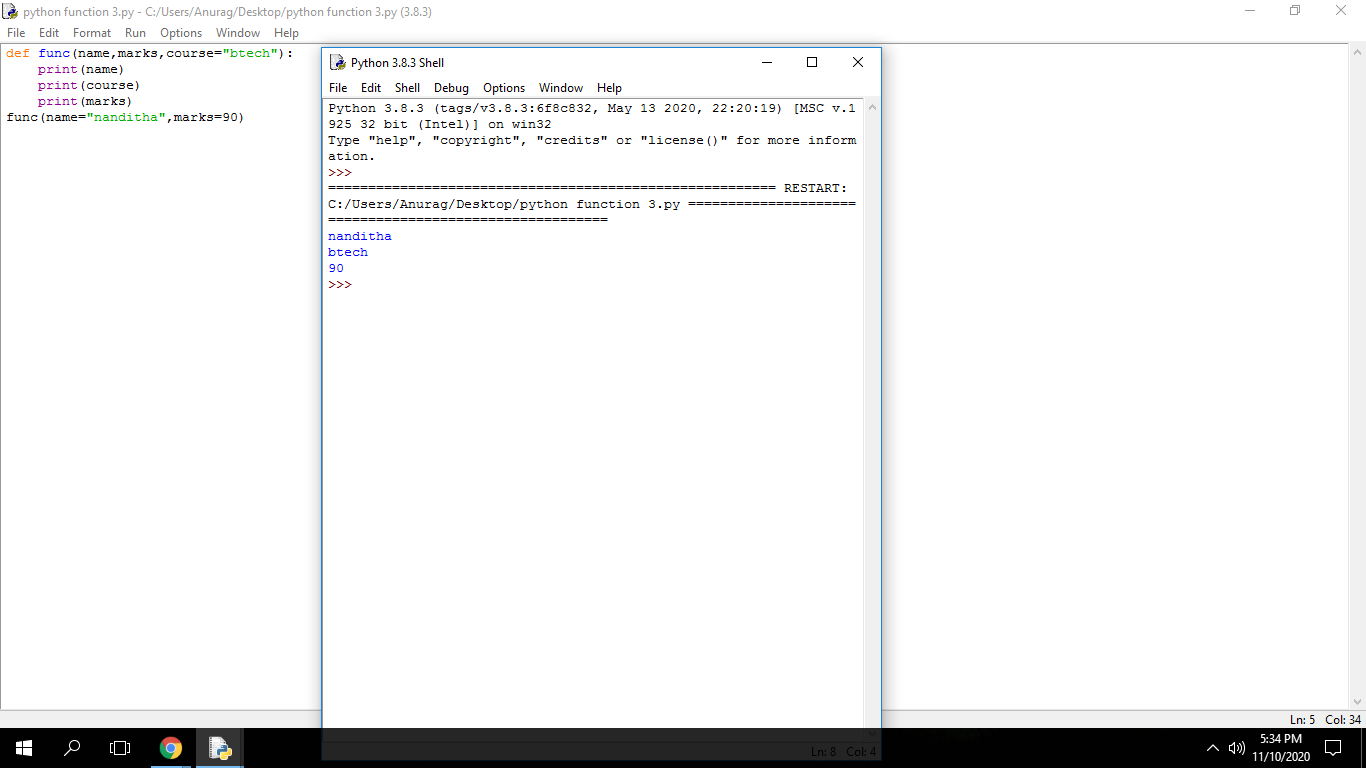 python function 3.py - C:/Users/Anurag/Desktop/python function 3.py (3.8.3)
File Edit Format Run Options Window Help
def func(name,marks,course="btech"):
    print(name)
    print(course)
    print(marks)
func(name="nanditha",marks=90)
Python 3.8.3 Shell
File Edit Shell Debug Options Window Help
Python 3.8.3 (tags/v3.8.3:6f8c832, May 13 2020, 22:20:19) [MSC v.1
925 32 bit (Intel)] on win32
Type "help", "copyright", "credits" or "license()" for more inform
ation.
>>>
======================================================== RESTART:
C:/Users/Anurag/Desktop/python function 3.py =====================
===================================
nanditha
btech
90
>>>
Ln: 5 Col: 34
Ln: 8 Col: 4
5:34 PM
11/10/2020